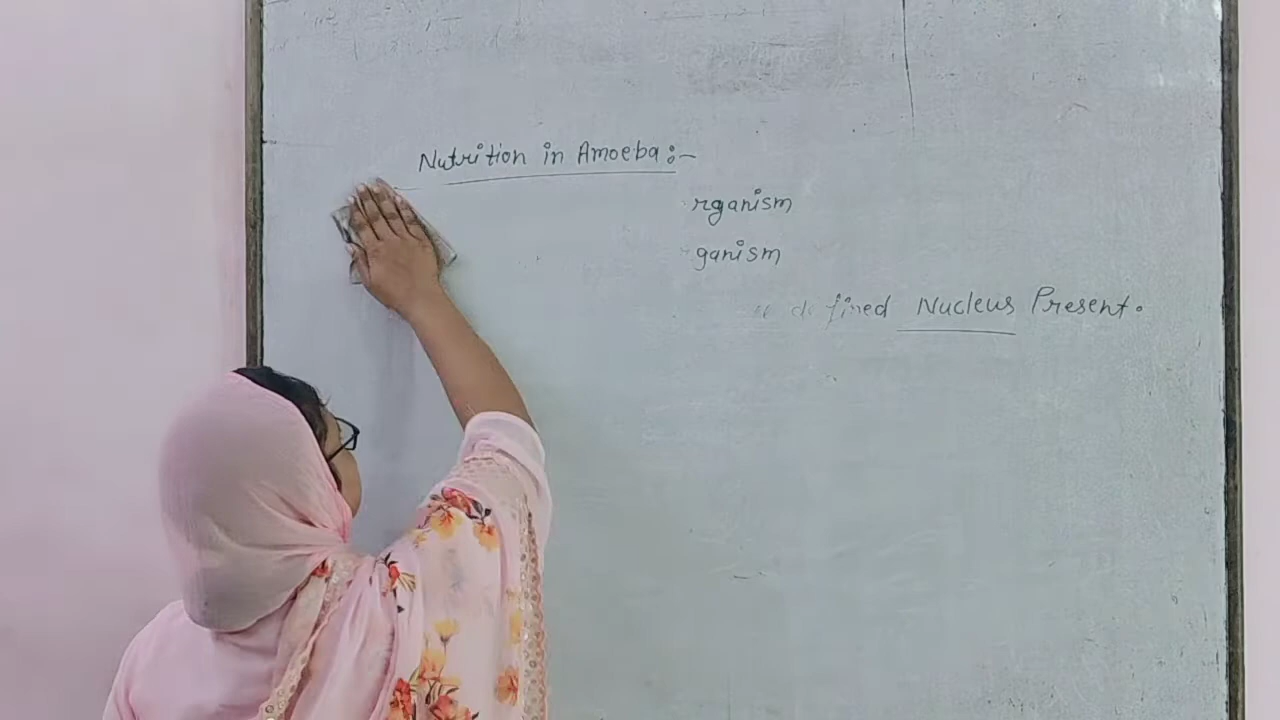 Nutrition in Amoeba :-
rganism
ganism
defined Nucleus Present.